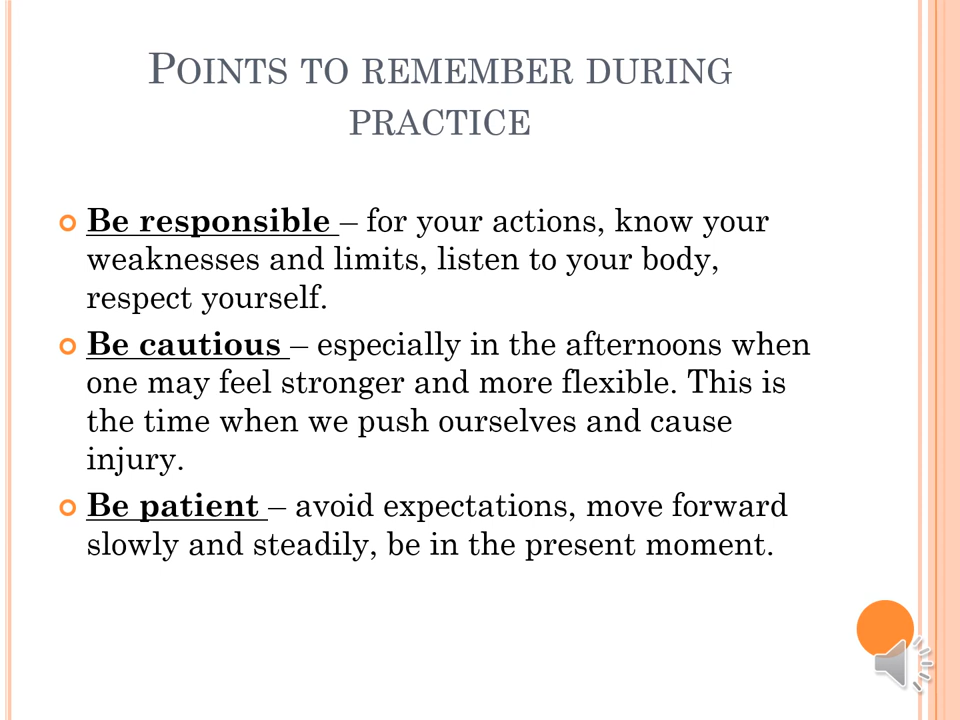 POINTS TO REMEMBER DURING
PRACTICE
Be responsible – for your actions, know your
weaknesses and limits, listen to your body,
respect yourself.
Be cautious – especially in the afternoons when
one may feel stronger and more flexible. This is
the time when we push ourselves and cause
injury.
Be patient – avoid expectations, move forward
slowly and steadily, be in the present moment.